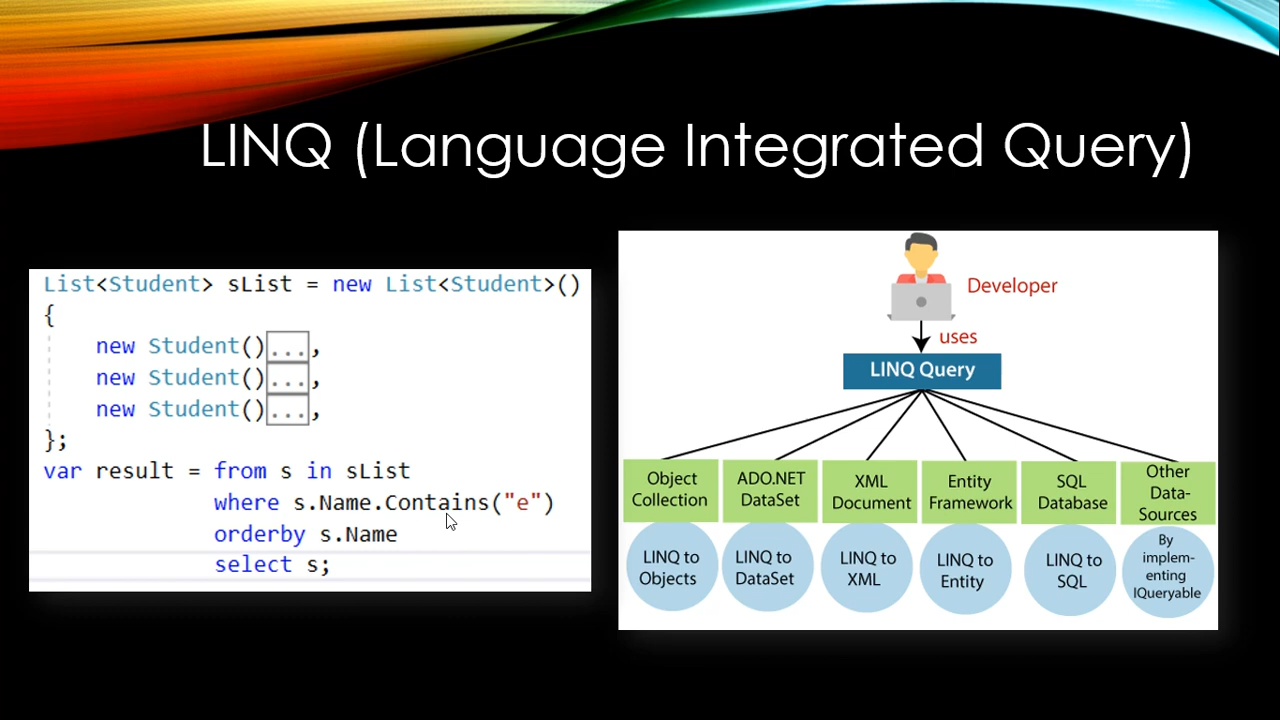 LINQ (Language Integrated Query)
List<Student> sList = new List<Student>()
{
new Student()...,
new Student()...,
new Student()...,
};
var result = from s in sList
where s.Name.Contains("e")
orderby s.Name
select s;
Developer
uses
LINQ Query
Object
Collection
ADO.NET
DataSet
XML
Document
Entity
Framework
SQL
Database
Other
Data-
Sources
LINQ to
Objects
LINQ to
DataSet
LINQ to
XML
LINQ to
Entity
LINQ to
SQL
By
implem-
enting
IQueryable